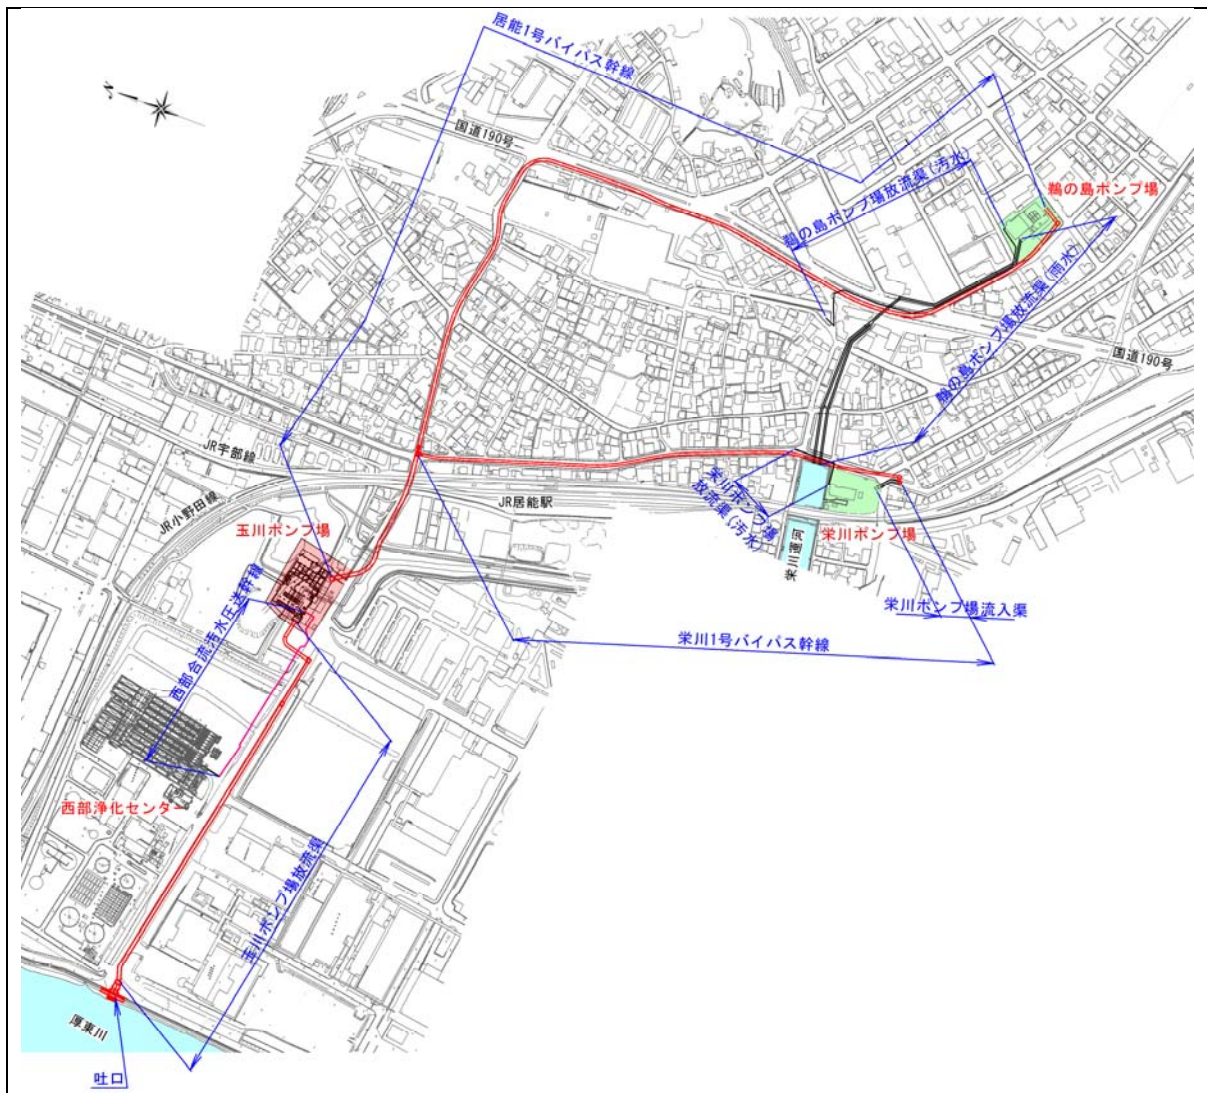 居能1号バイパス幹線
N
国道190号
鵜の島ポンプ場放流渠(汚水)
鵜の島ポンプ場
鵜の島ポンプ場放流渠(雨水)
国道190号
JR宇部線
JR小野田線
JR居能駅
栄川ポンプ場
放流渠(汚水)
栄川運河
栄川ポンプ場
玉川ポンプ場
栄川ポンプ場流入渠
栄川1号バイパス幹線
西部合流汚水圧送幹線
西部浄化センター
玉川ポンプ場放流渠
厚東川
吐口